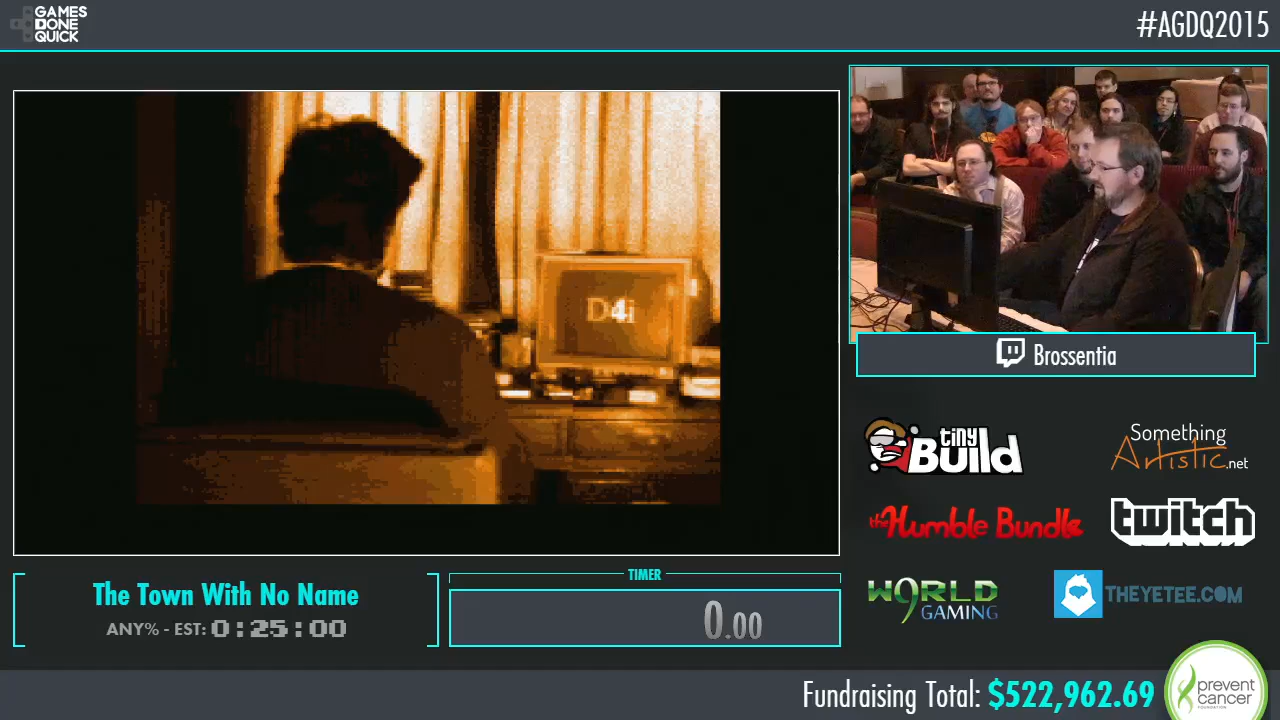 GAMES
DONE
QUICK
#AGDQ2015
D4i
Brossentia
tiny
Build
Something
Artistic.net
the Humble Bundle
twitch
W9RLD
GAMING
THEYETEE.COM
The Town With No Name
ANY% - EST: 0:25:00
TIMER
0.00
Fundraising Total: $522,962.69
prevent
cancer
FOUNDATION